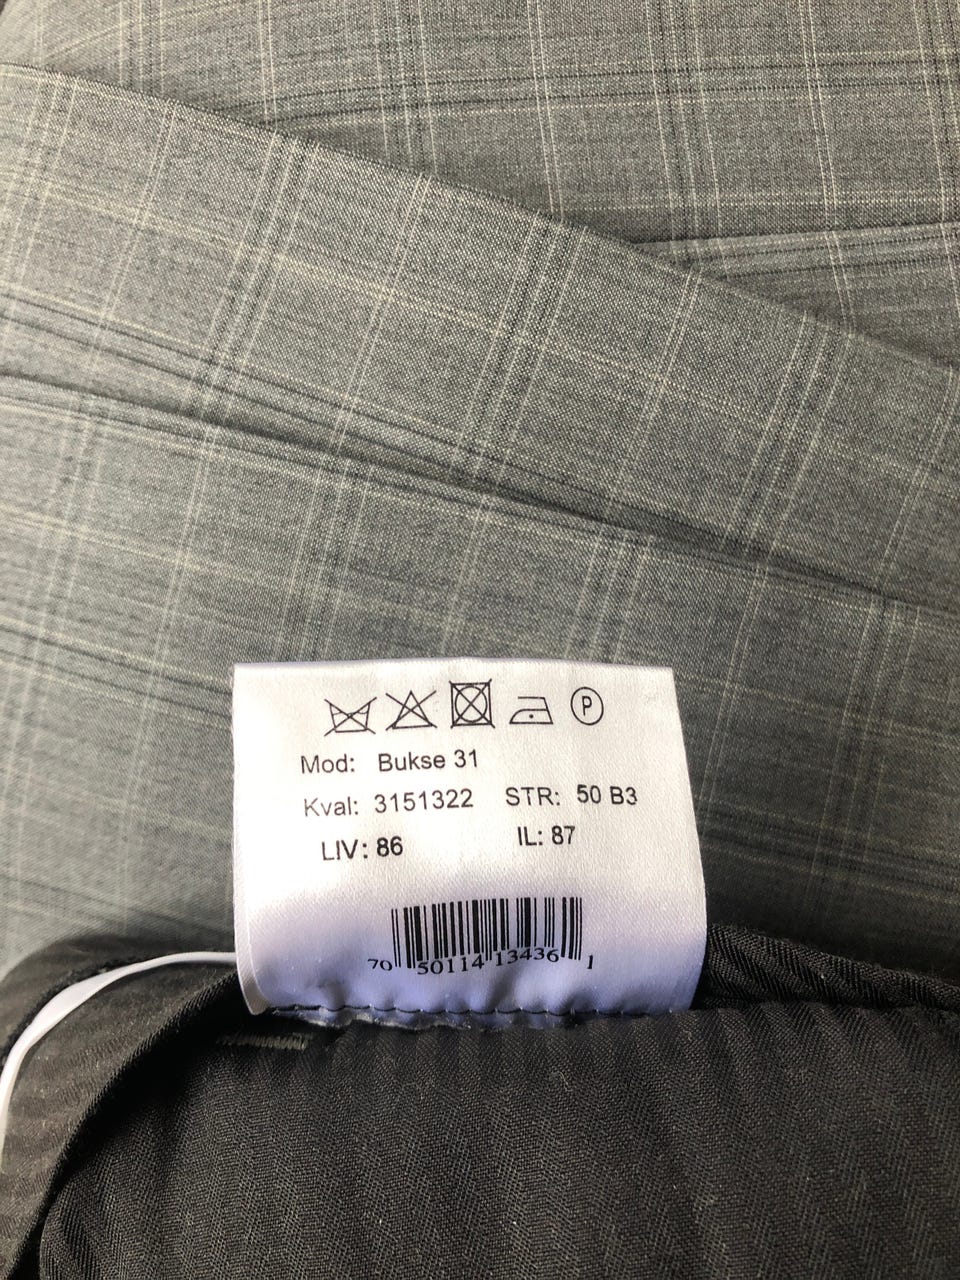 P
Mod: Bukse 31
Kval: 3151322 STR: 50 B3
LIV: 86 IL: 87
70 50114 13436 1